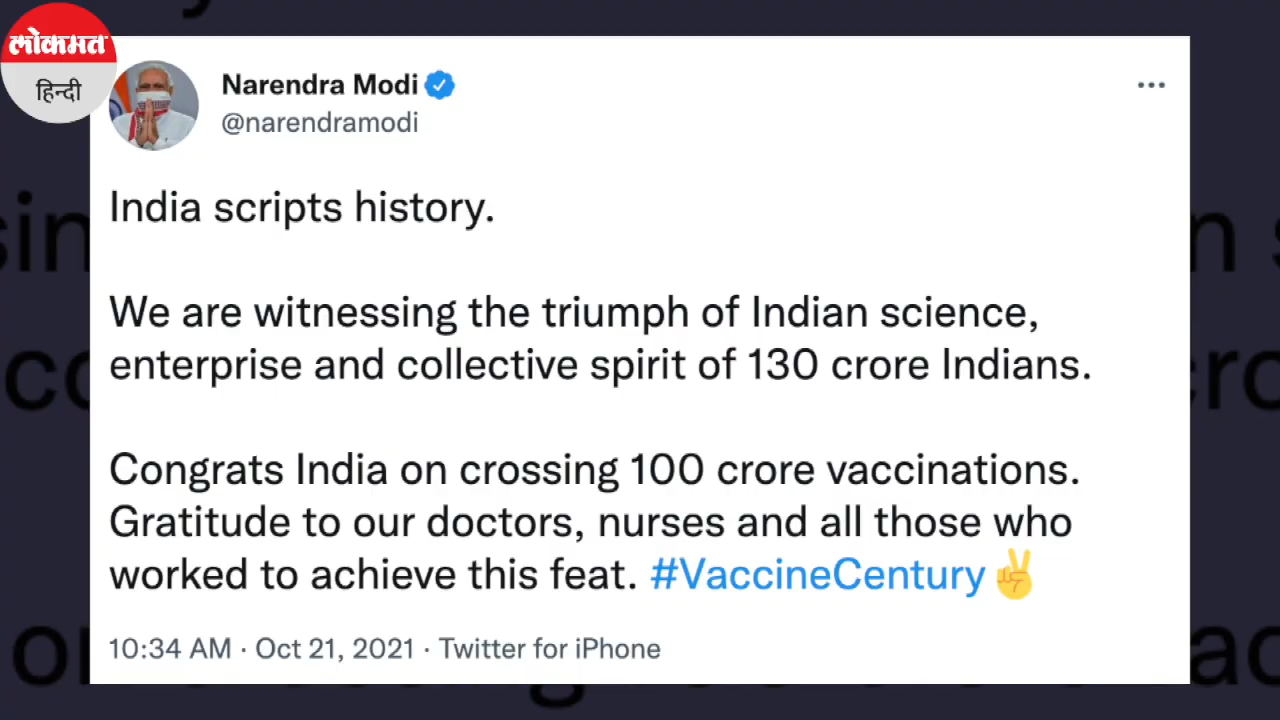 लोकमत
हिन्दी
Narendra Modi
@narendramodi
India scripts history.
We are witnessing the triumph of Indian science,
enterprise and collective spirit of 130 crore Indians.
Congrats India on crossing 100 crore vaccinations.
Gratitude to our doctors, nurses and all those who
worked to achieve this feat. #VaccineCentury✌️
10:34 AM · Oct 21, 2021 · Twitter for iPhone